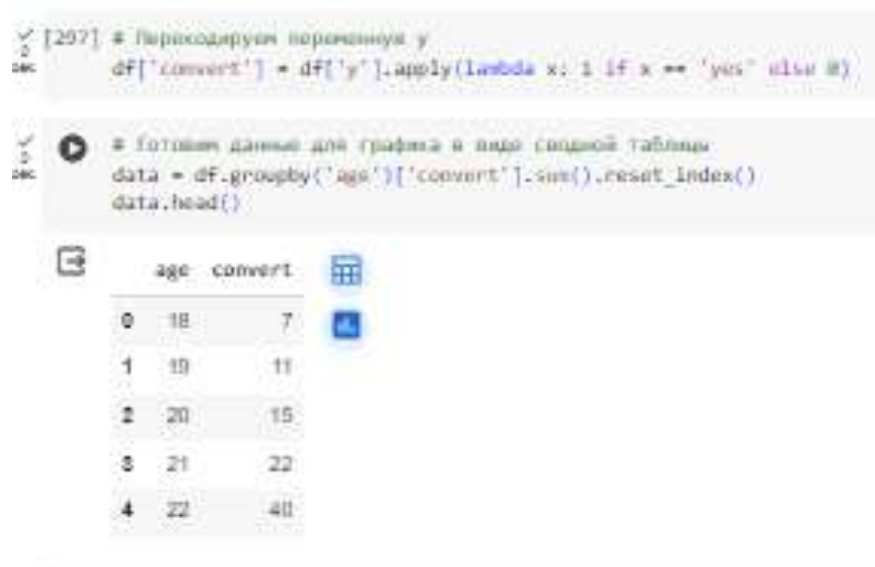 [297] # Перекодируем переменную y
df['convert'] = df['y'].apply(lambda x: 1 if x == 'yes' else 0)
# Готовим данные для графика в виде сводной таблицы
data = df.groupby('age')['convert'].sum().reset_index()
data.head()
age convert
0 18 7
1 19 11
2 20 15
3 21 22
4 22 40